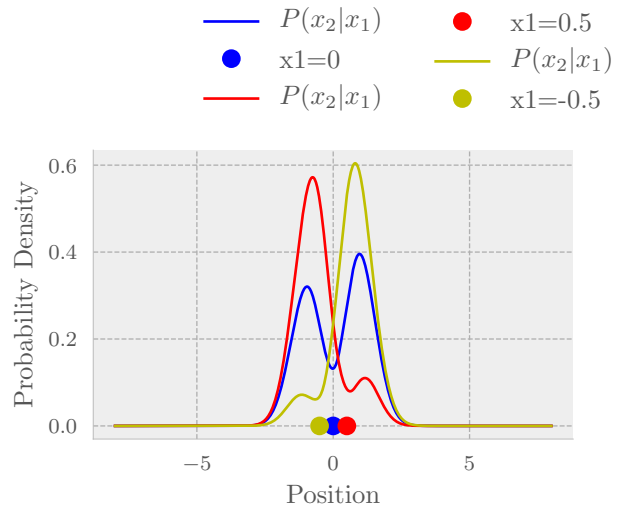 P(x₂|x₁)
x1=0
P(x₂|x₁)
x1=0.5
P(x₂|x₁)
x1=-0.5
Probability Density
0.6
0.4
0.2
0.0
−5
0
5
Position